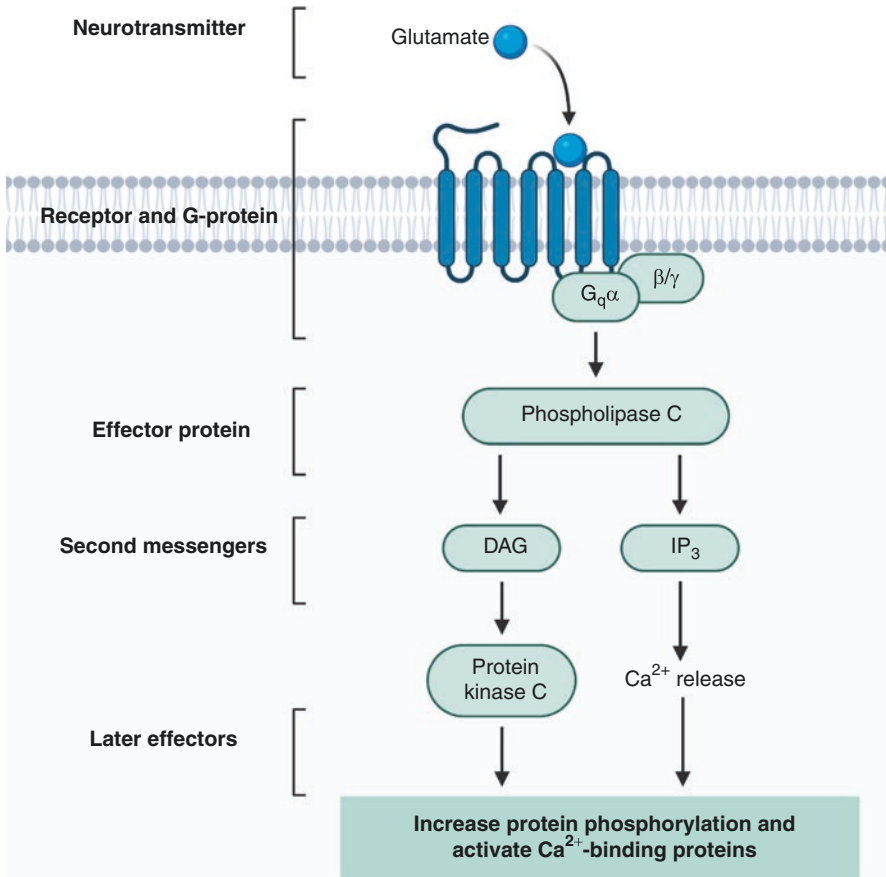 Neurotransmitter
Glutamate
Receptor and G-protein
β/γ
Gqα
Phospholipase C
Effector protein
Second messengers
DAG
IP3
Protein
kinase C
Ca2+ release
Later effectors
Increase protein phosphorylation and
activate Ca2+-binding proteins